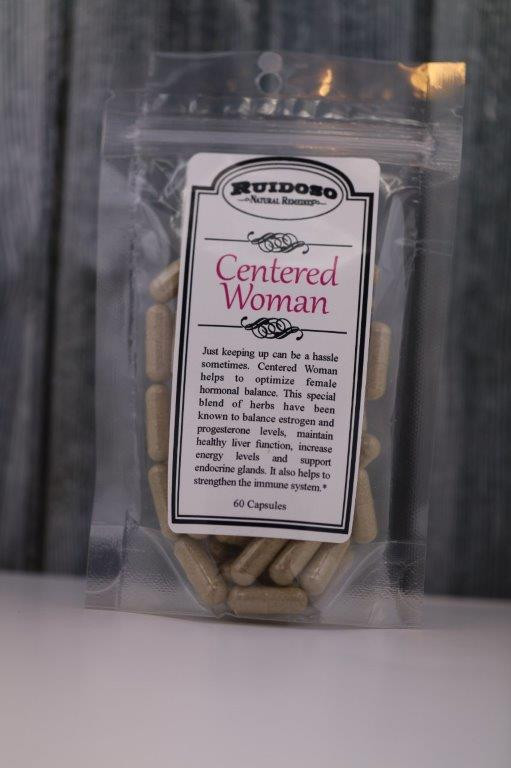 RUIDOSO
NATURAL REMEDIES
Centered
Woman
Just keeping up can be a hassle
sometimes. Centered Woman
helps to optimize female
hormonal balance. This special
blend of herbs have been
known to balance estrogen and
progesterone levels, maintain
healthy liver function, increase
energy levels and support
endocrine glands. It also helps to
strengthen the immune system.*
60 Capsules